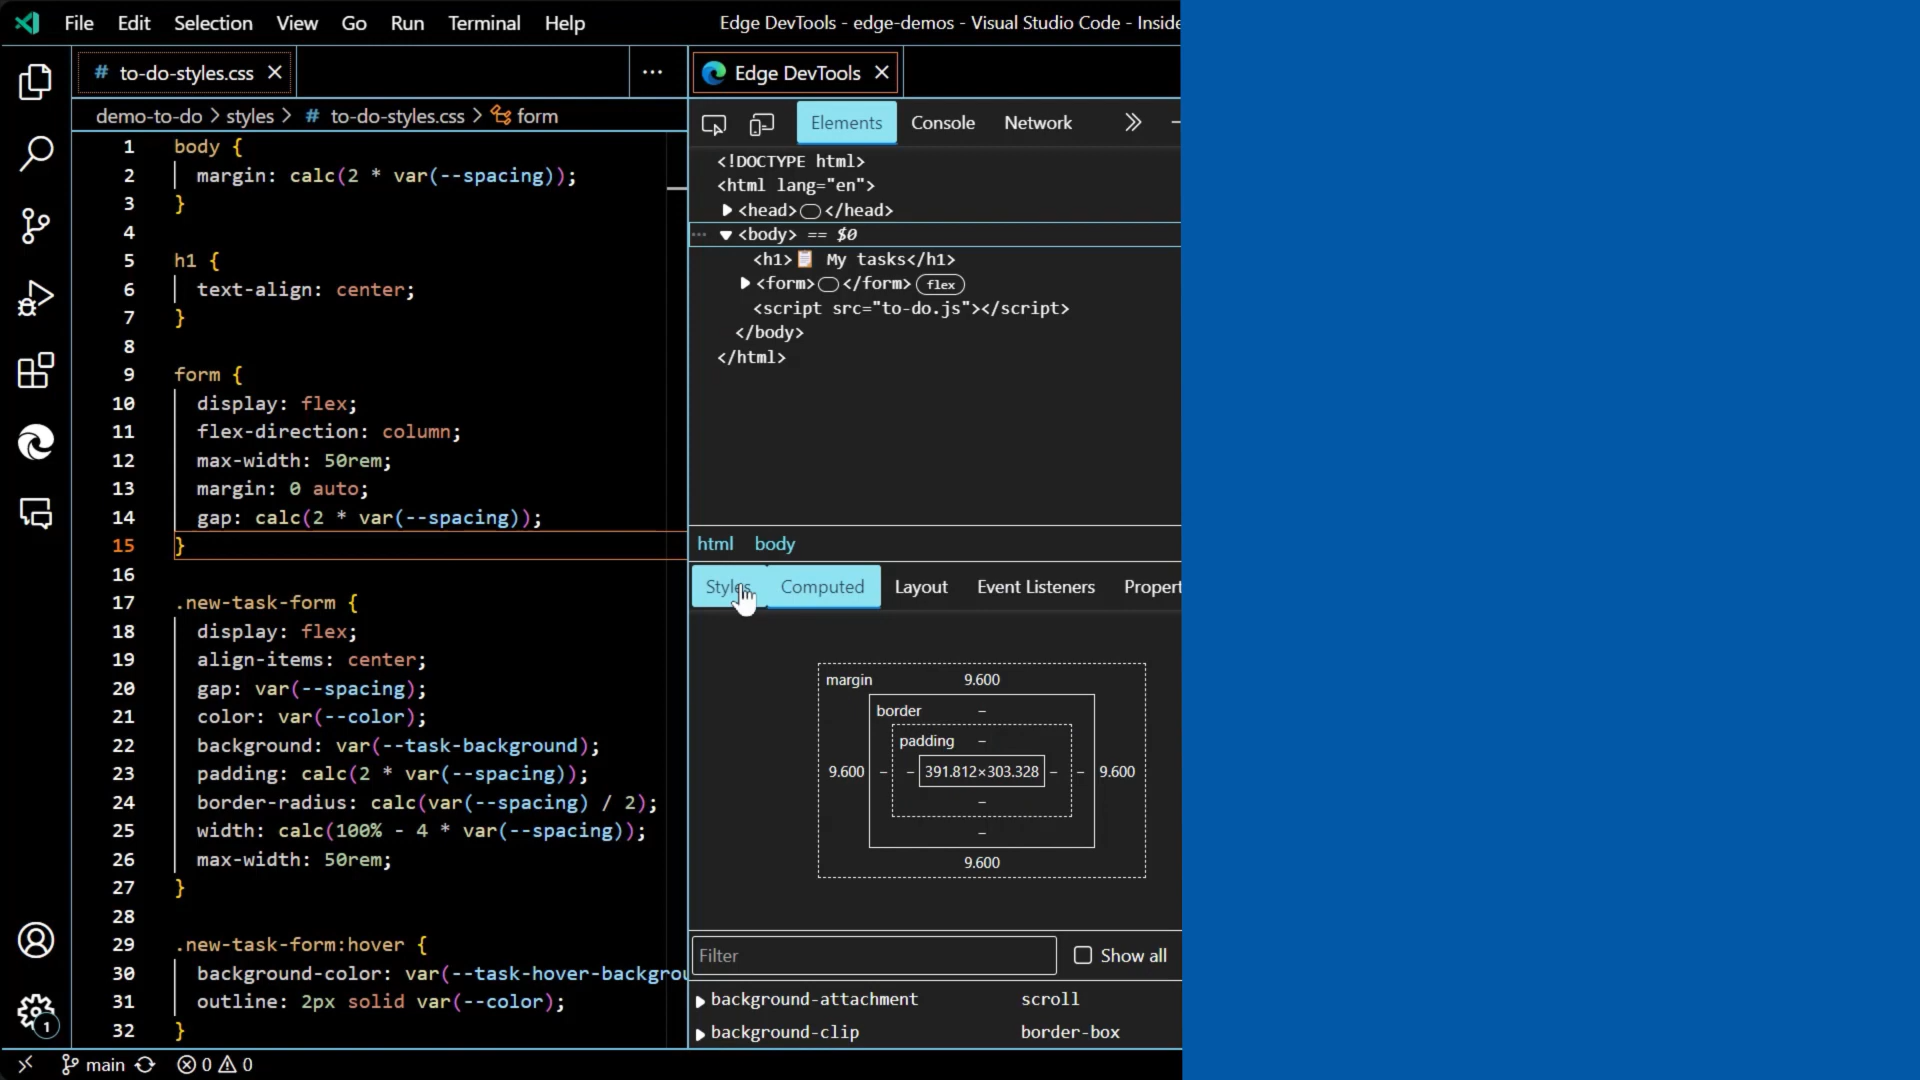 File Edit Selection View Go Run Terminal Help
Edge DevTools - edge-demos - Visual Studio Code - Inside
# to-do-styles.css
demo-to-do > styles > # to-do-styles.css > form
1 body {
2 margin: calc(2 * var(--spacing));
3 }
4
5 h1 {
6 text-align: center;
7 }
8
9 form {
10 display: flex;
11 flex-direction: column;
12 max-width: 50rem;
13 margin: 0 auto;
14 gap: calc(2 * var(--spacing));
15 }
16
17 .new-task-form {
18 display: flex;
19 align-items: center;
20 gap: var(--spacing);
21 color: var(--color);
22 background: var(--task-background);
23 padding: calc(2 * var(--spacing));
24 border-radius: calc(var(--spacing) / 2);
25 width: calc(100% - 4 * var(--spacing));
26 max-width: 50rem;
27 }
28
29 .new-task-form:hover {
30 background-color: var(--task-hover-backgrou
31 outline: 2px solid var(--color);
32 }
Edge DevTools
Elements Console Network
<!DOCTYPE html>
<html lang="en">
<head></head>
<body> == $0
<h1>📋 My tasks</h1>
<form></form> flex
<script src="to-do.js"></script>
</body>
</html>
html body
Styles Computed Layout Event Listeners Propert
margin 9.600
border –
padding –
9.600 – – 391.812×303.328 – – 9.600
–
–
9.600
Filter Show all
background-attachment scroll
background-clip border-box
1
main 0 0